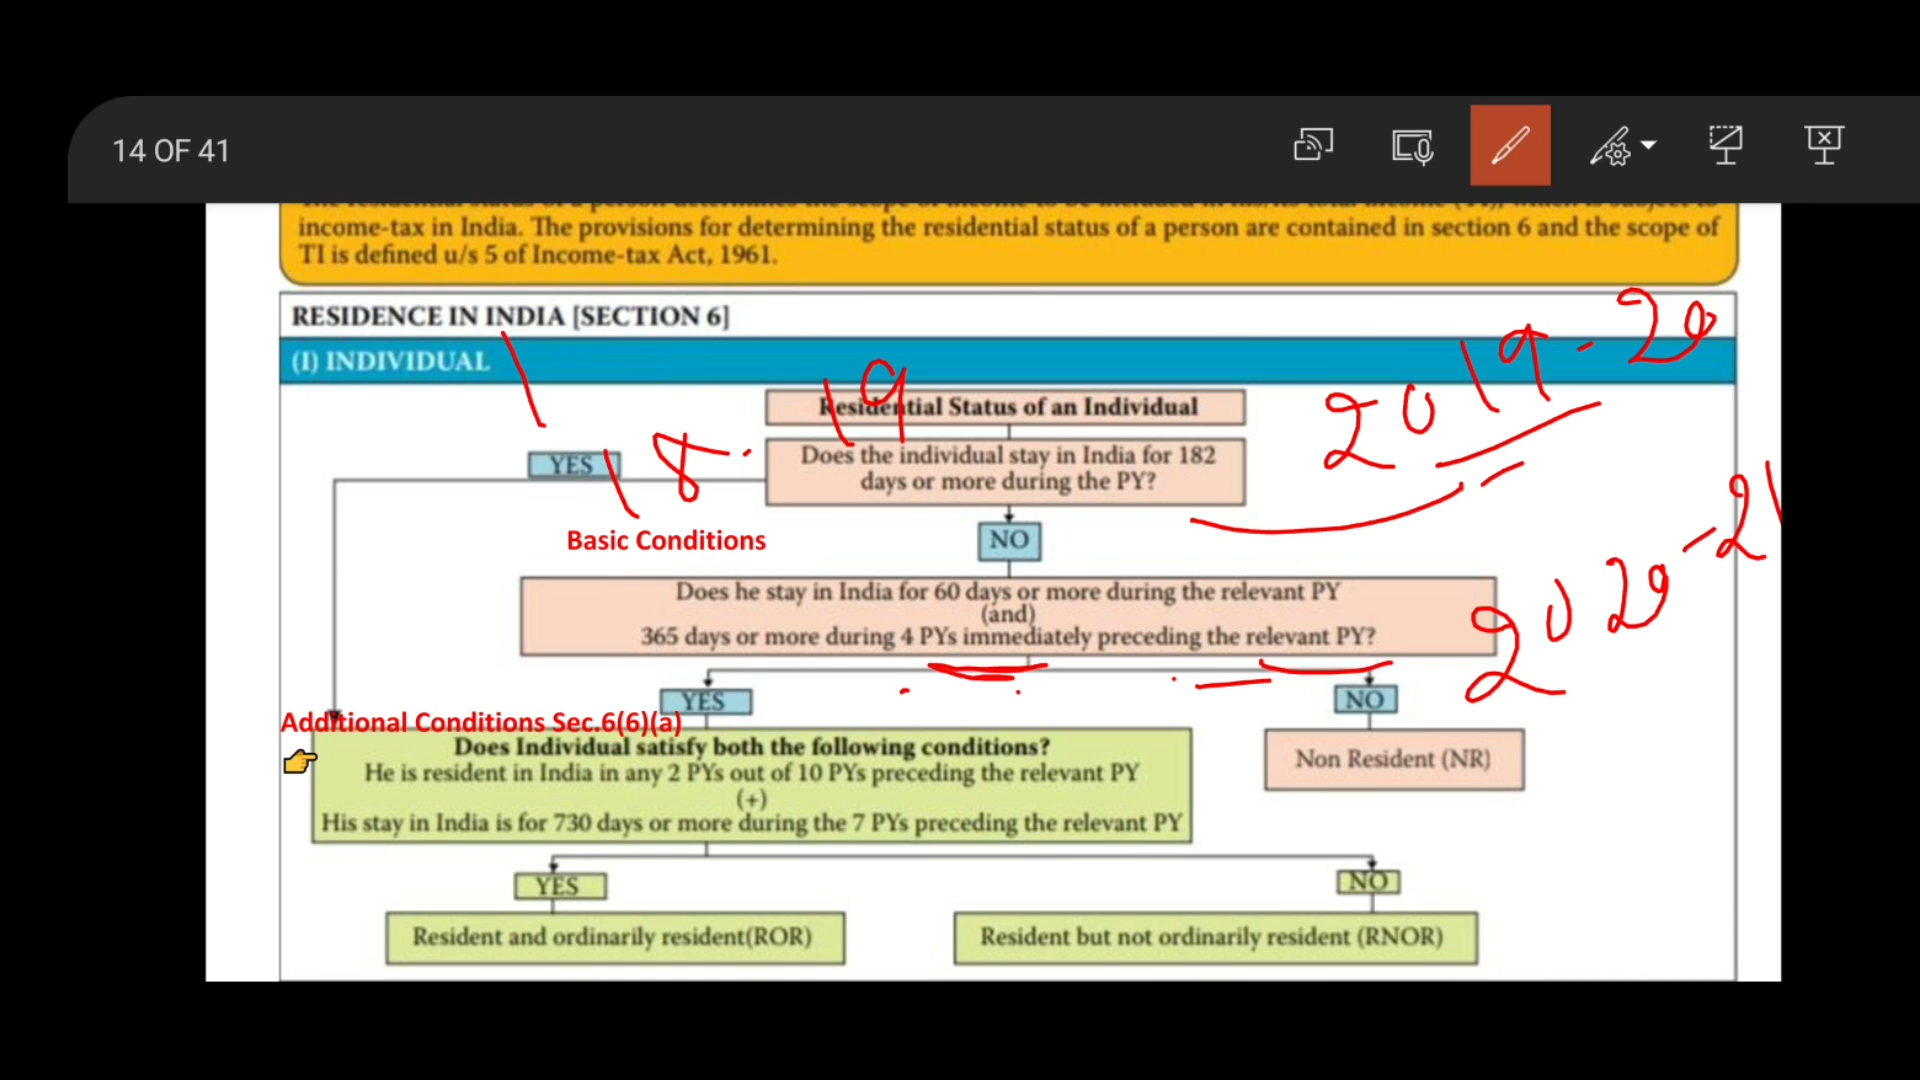 14 OF 41
income-tax in India. The provisions for determining the residential status of a person are contained in section 6 and the scope of
TI is defined u/s 5 of Income-tax Act, 1961.
RESIDENCE IN INDIA [SECTION 6]
(I) INDIVIDUAL
2019-20
18-19
Residential Status of an Individual
YES
Does the individual stay in India for 182
days or more during the PY?
Basic Conditions
NO
2020-21
Does he stay in India for 60 days or more during the relevant PY
(and)
365 days or more during 4 PYs immediately preceding the relevant PY?
YES
NO
Additional Conditions Sec.6(6)(a)
Does Individual satisfy both the following conditions?
He is resident in India in any 2 PYs out of 10 PYs preceding the relevant PY
(+)
His stay in India is for 730 days or more during the 7 PYs preceding the relevant PY
Non Resident (NR)
YES
NO
Resident and ordinarily resident(ROR)
Resident but not ordinarily resident (RNOR)